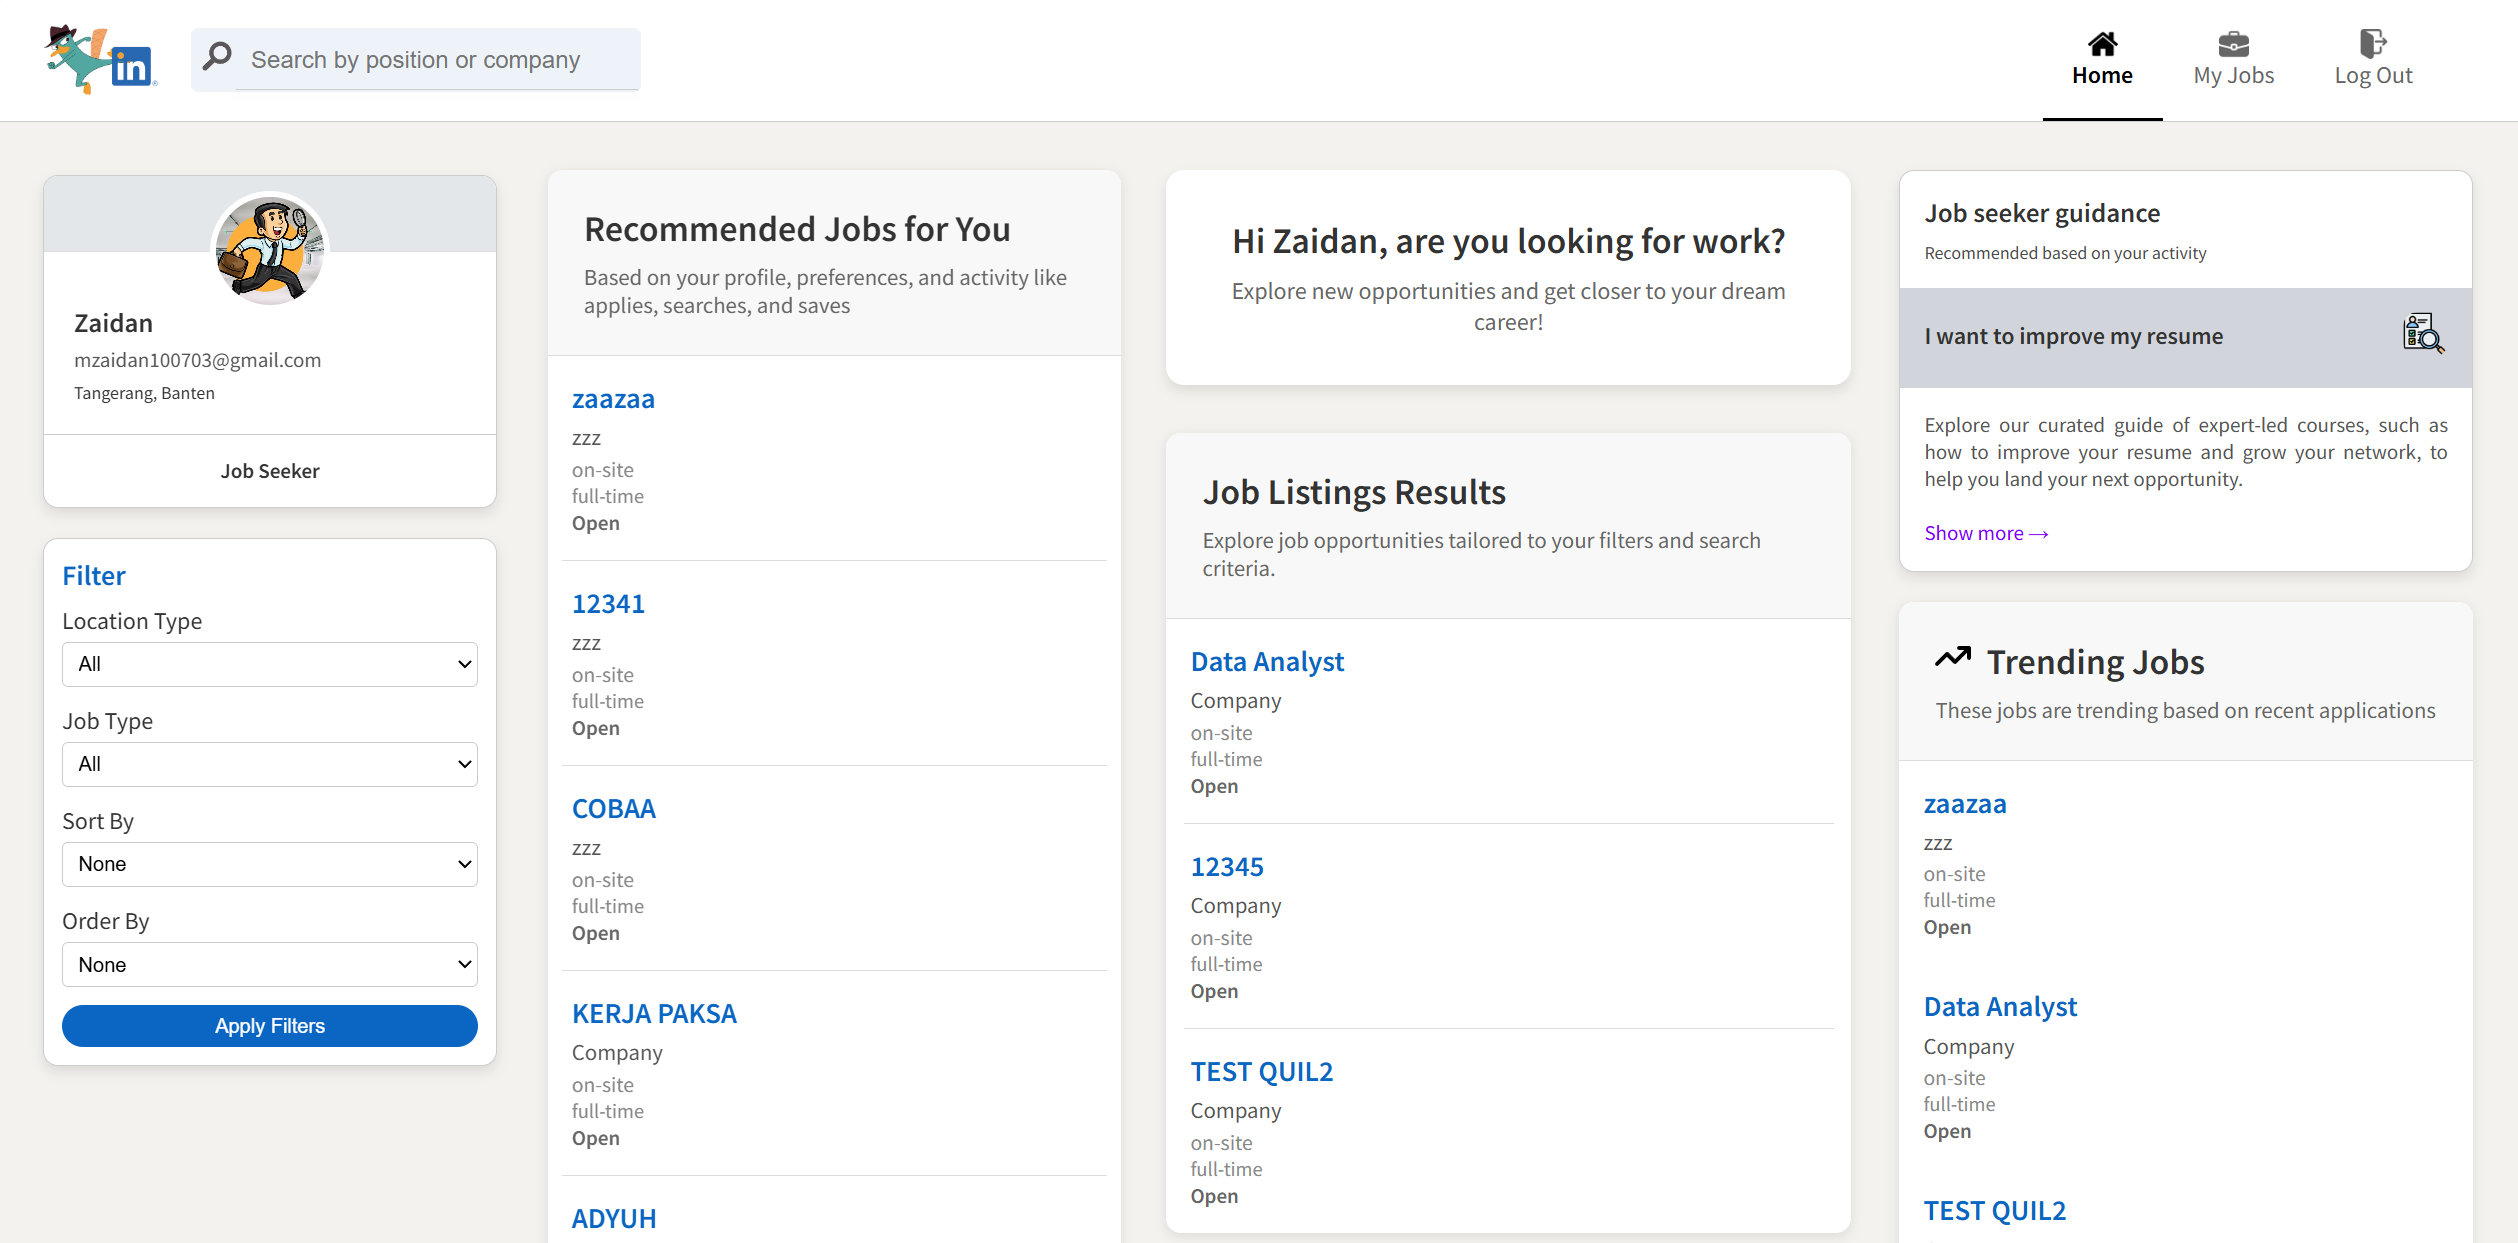 in
Search by position or company
Home
My Jobs
Log Out
Zaidan
mzaidan100703@gmail.com
Tangerang, Banten
Job Seeker
Filter
Location Type
All
Job Type
All
Sort By
None
Order By
None
Apply Filters
Recommended Jobs for You
Based on your profile, preferences, and activity like
applies, searches, and saves
zaazaa
zzz
on-site
full-time
Open
12341
zzz
on-site
full-time
Open
COBAA
zzz
on-site
full-time
Open
KERJA PAKSA
Company
on-site
full-time
Open
ADYUH
Hi Zaidan, are you looking for work?
Explore new opportunities and get closer to your dream
career!
Job Listings Results
Explore job opportunities tailored to your filters and search
criteria.
Data Analyst
Company
on-site
full-time
Open
12345
Company
on-site
full-time
Open
TEST QUIL2
Company
on-site
full-time
Open
Job seeker guidance
Recommended based on your activity
I want to improve my resume
Explore our curated guide of expert-led courses, such as
how to improve your resume and grow your network, to
help you land your next opportunity.
Show more →
Trending Jobs
These jobs are trending based on recent applications
zaazaa
zzz
on-site
full-time
Open
Data Analyst
Company
on-site
full-time
Open
TEST QUIL2